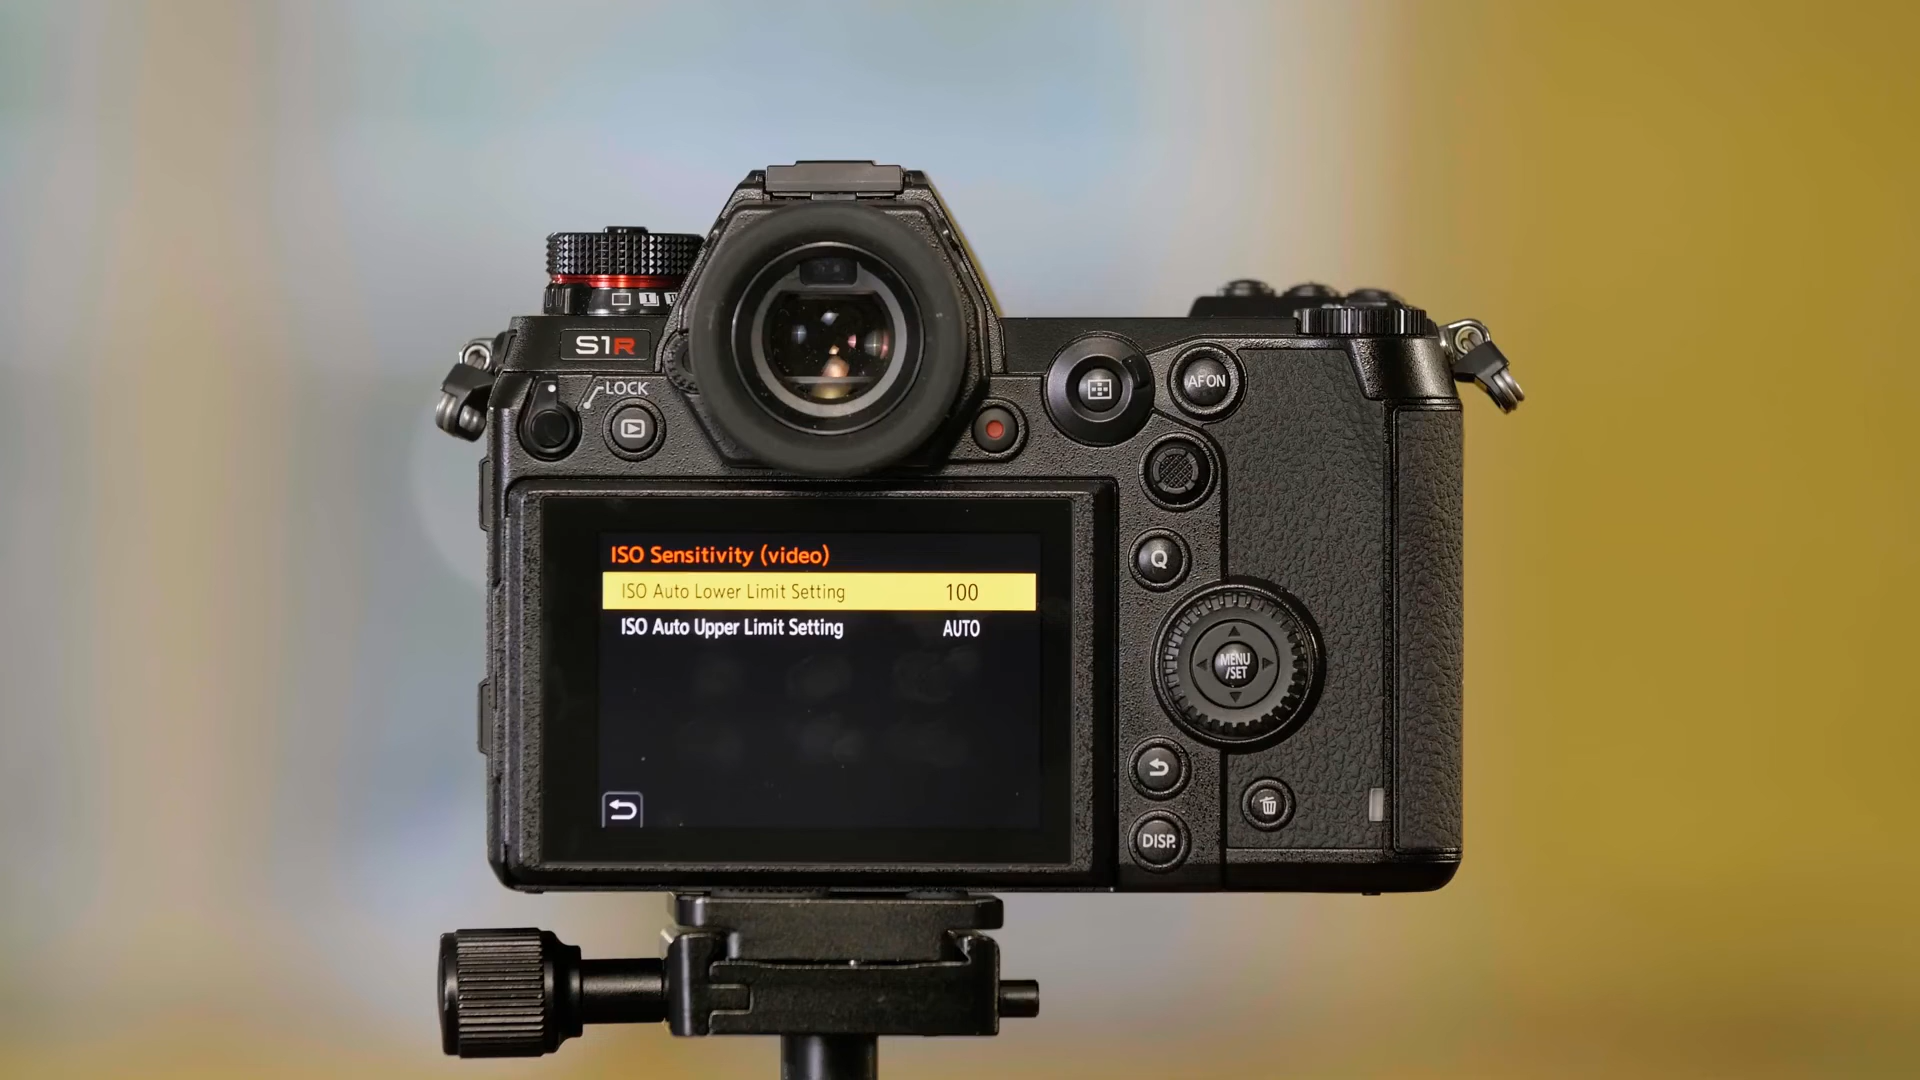 S1R
LOCK
AF ON
ISO Sensitivity (video)
ISO Auto Lower Limit Setting 100
ISO Auto Upper Limit Setting AUTO
Q
MENU
/SET
DISP.